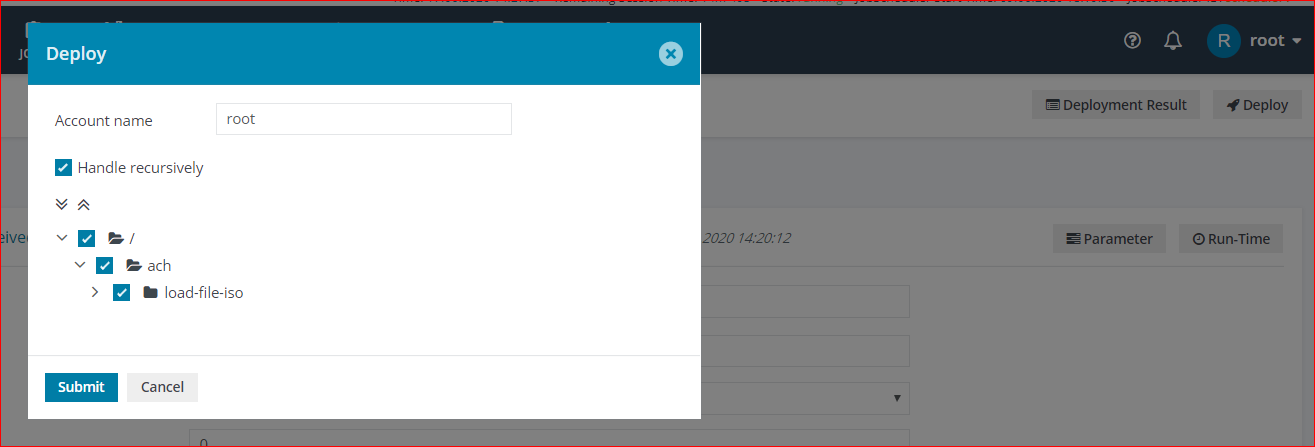 Deploy
R root
Account name root
Deployment Result Deploy
Handle recursively
/
2020 14:20:12 Parameter Run-Time
ach
load-file-iso
Submit Cancel
0